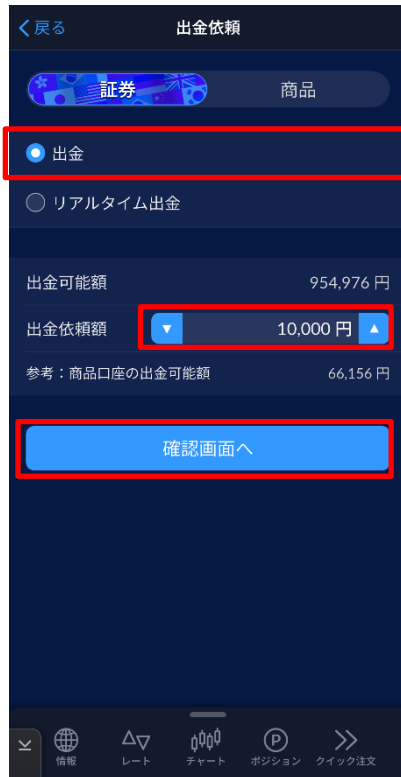 戻る 出金依頼
証券 商品
出金
リアルタイム出金
出金可能額 954,976 円
出金依頼額 ▼ 10,000 円 ▲
参考：商品口座の出金可能額 66,156 円
確認画面へ
情報 レート チャート P ポジション クイック注文